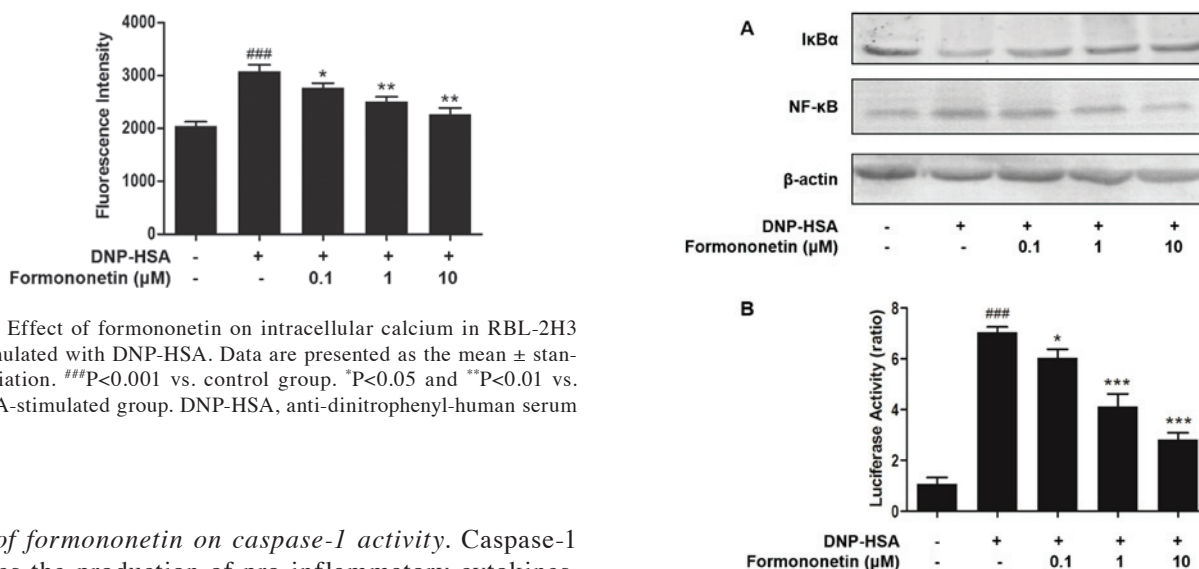 4000
3000
2000
1000
0
Fluorescence Intensity
###
*
**
**
DNP-HSA - + + + +
Formononetin (μM) - - 0.1 1 10
Effect of formononetin on intracellular calcium in RBL-2H3
mulated with DNP-HSA. Data are presented as the mean ± stan-
iation. ###P<0.001 vs. control group. *P<0.05 and **P<0.01 vs.
A-stimulated group. DNP-HSA, anti-dinitrophenyl-human serum
of formononetin on caspase-1 activity. Caspase-1
the production of pro-inflammatory cytokines,
A
IκBα
NF-κB
β-actin
DNP-HSA - + + + +
Formononetin (μM) - - 0.1 1 10
B
8
6
4
2
0
Luciferase Activity (ratio)
###
*
***
***
DNP-HSA - + + + +
Formononetin (μM) - - 0.1 1 10